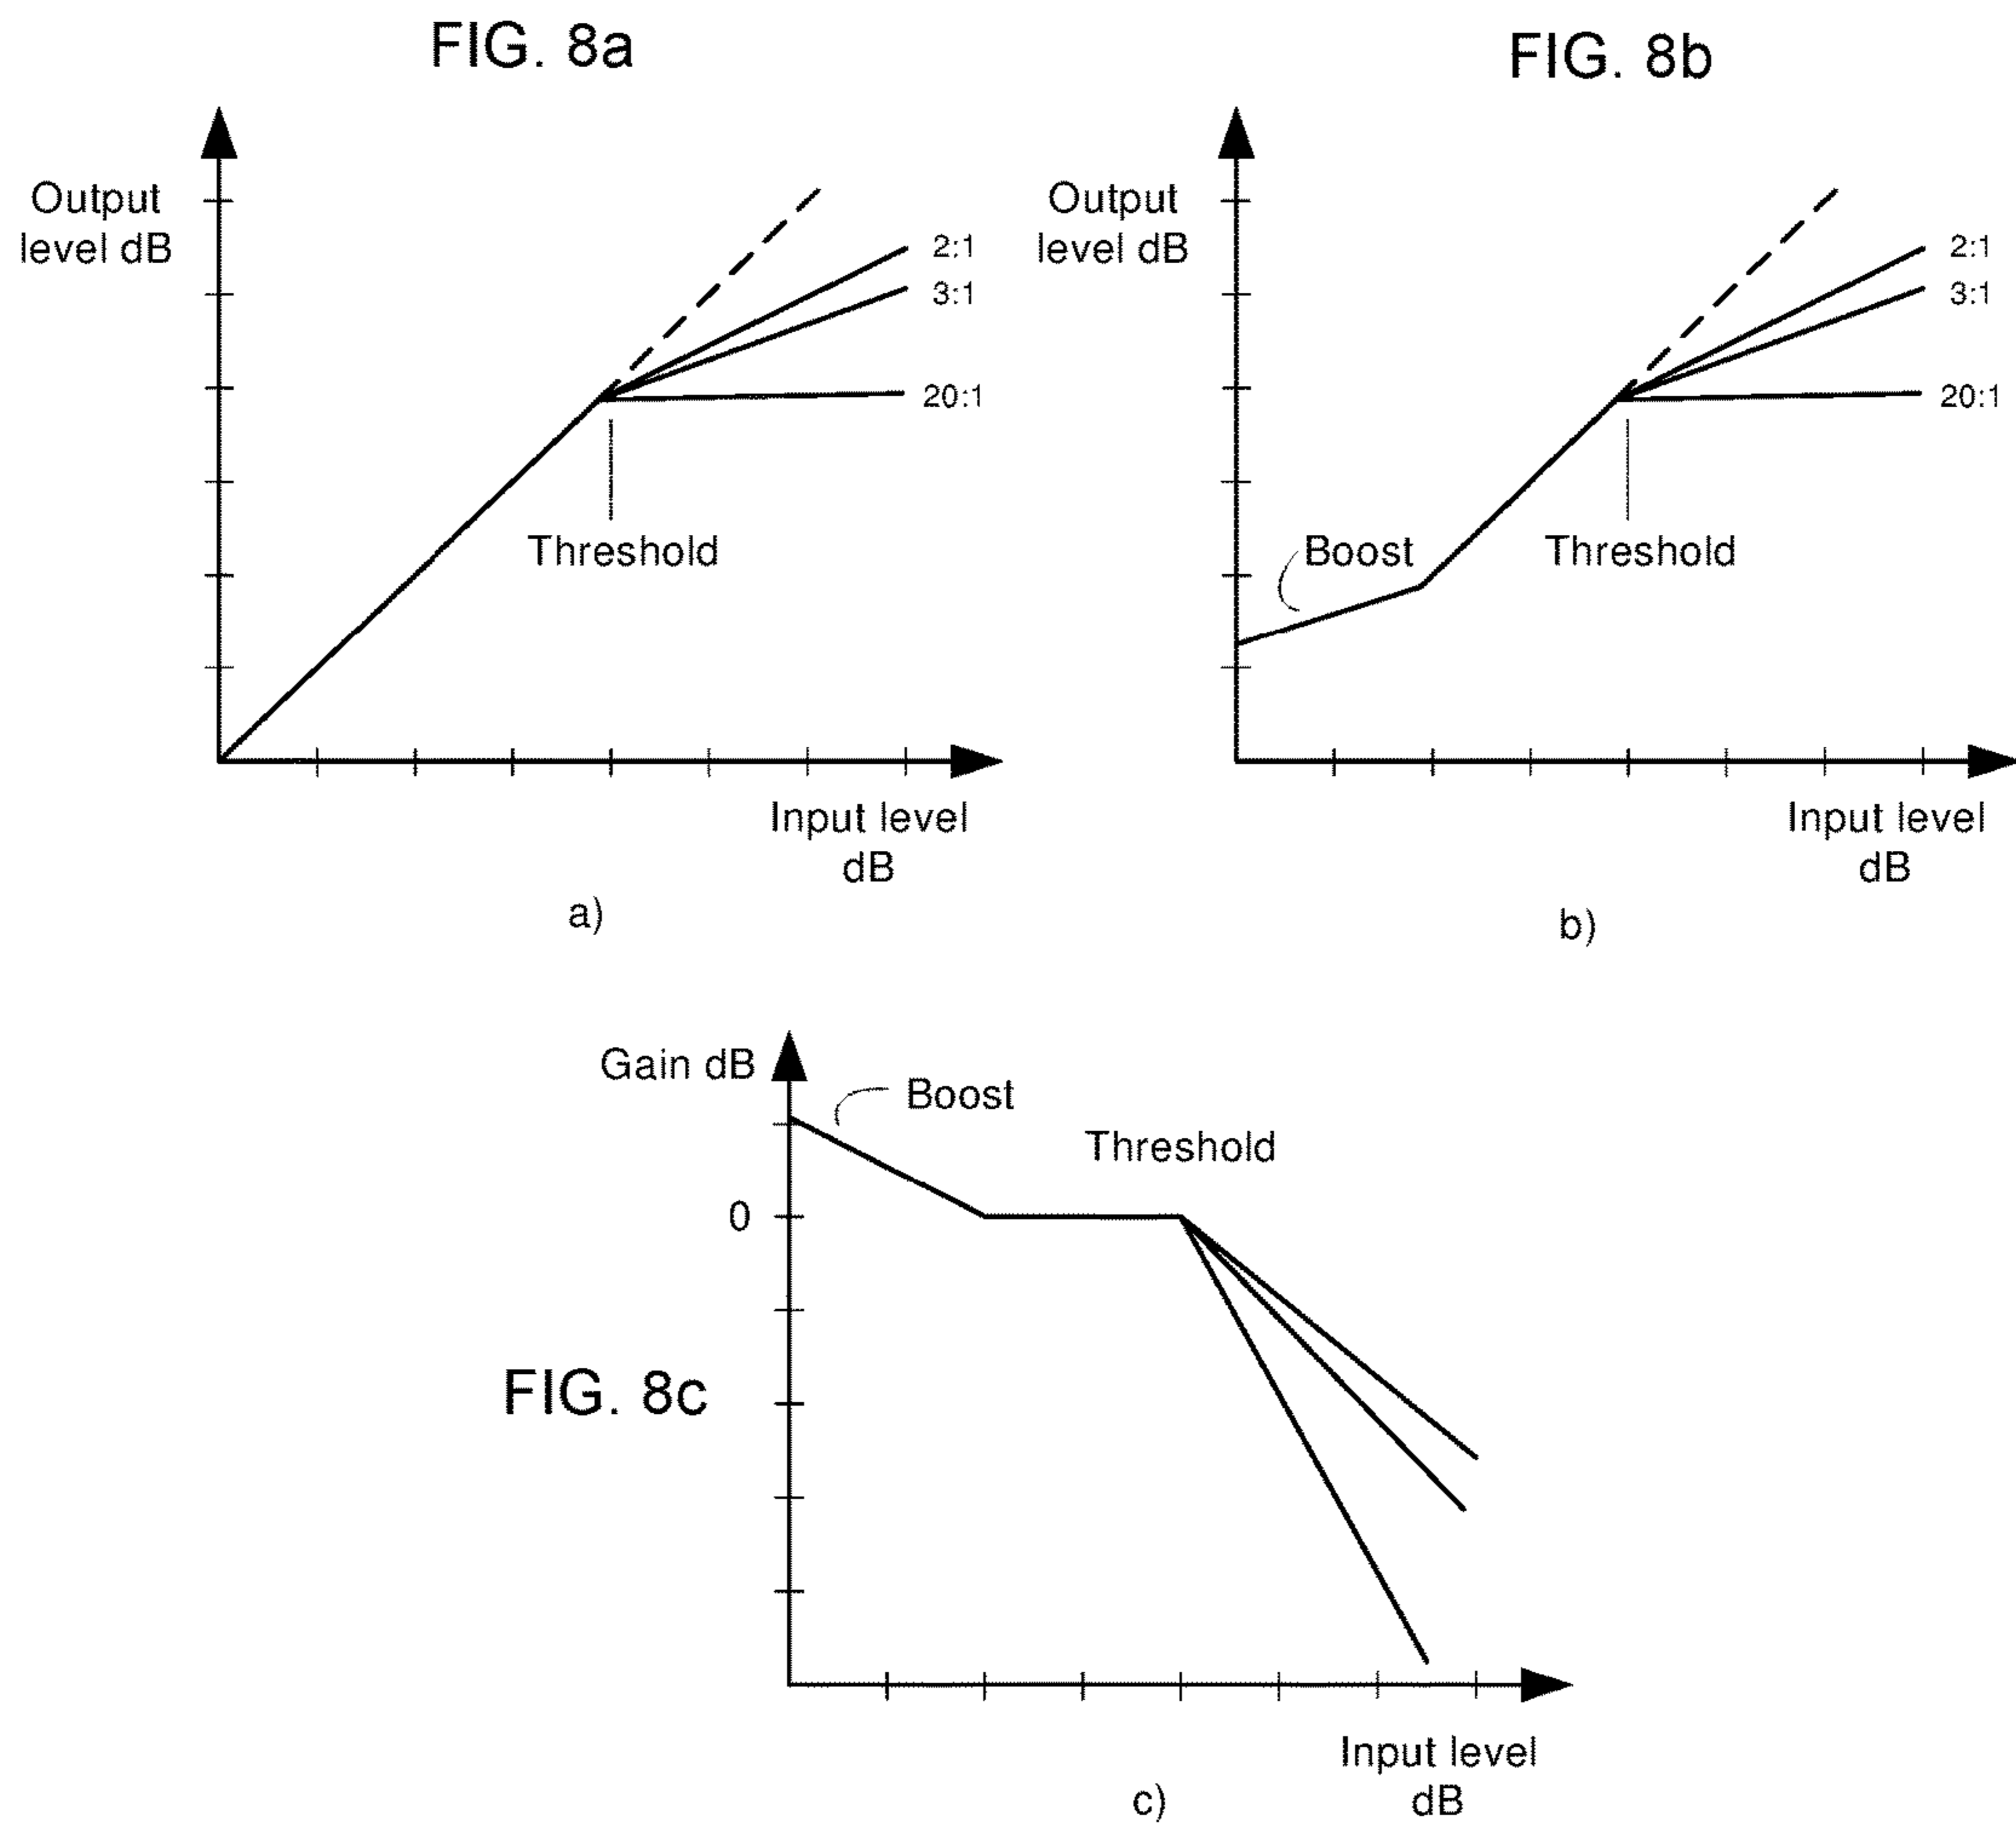 FIG. 8a
Output
level dB
2:1
3:1
20:1
Threshold
Input level
dB
a)
FIG. 8b
Output
level dB
2:1
3:1
20:1
Boost
Threshold
Input level
dB
b)
FIG. 8c
Gain dB
Boost
Threshold
0
Input level
dB
c)